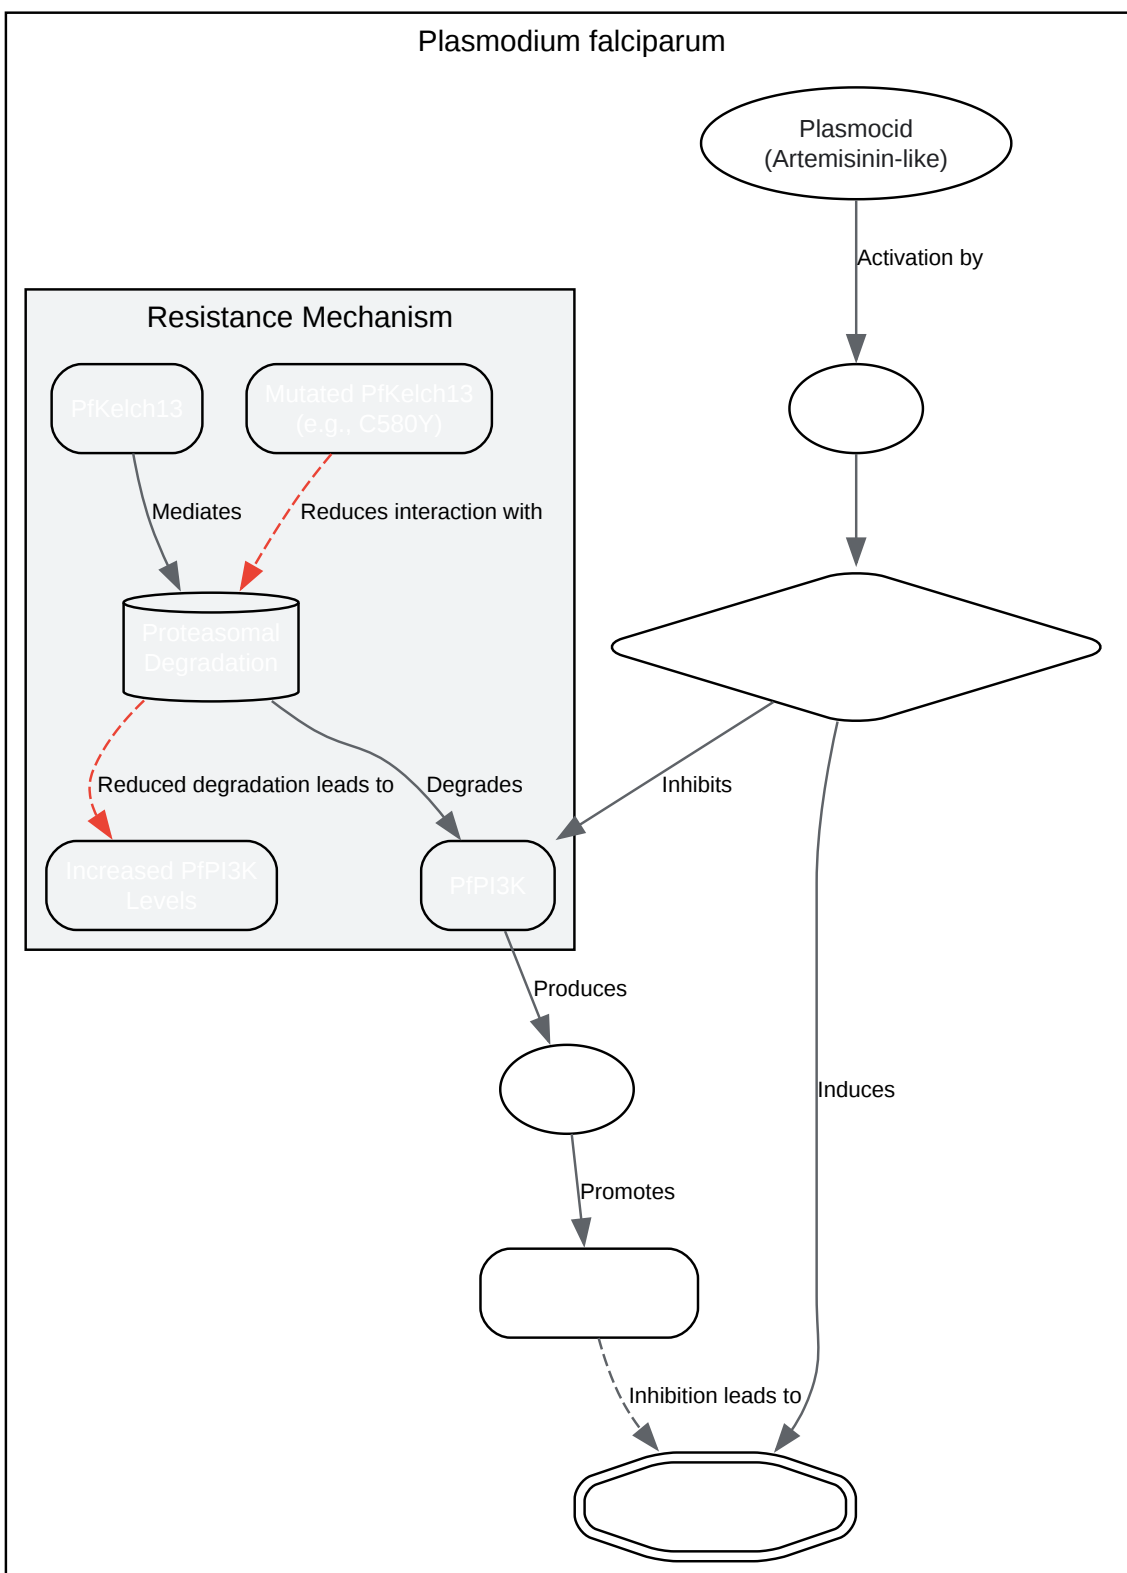 Plasmodium falciparum
Plasmocid
(Artemisinin-like)
Activation by
Resistance Mechanism
PfKelch13
Mutated PfKelch13
(e.g., C580Y)
Mediates
Reduces interaction with
Proteasomal
Degradation
Reduced degradation leads to
Degrades
Inhibits
Increased PfPI3K
Levels
PfPI3K
Produces
Induces
Promotes
Inhibition leads to